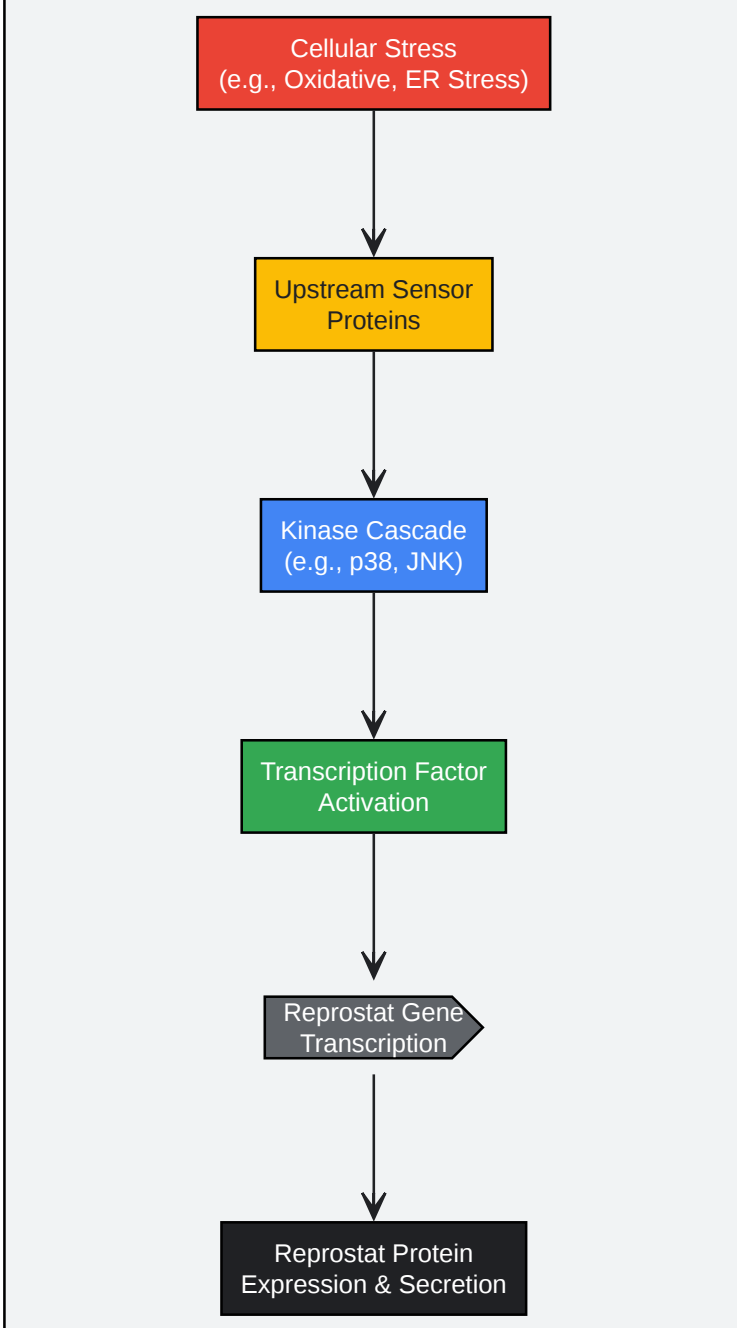 Cellular Stress
(e.g., Oxidative, ER Stress)
Upstream Sensor
Proteins
Kinase Cascade
(e.g., p38, JNK)
Transcription Factor
Activation
Reprostat Gene
Transcription
Reprostat Protein
Expression & Secretion